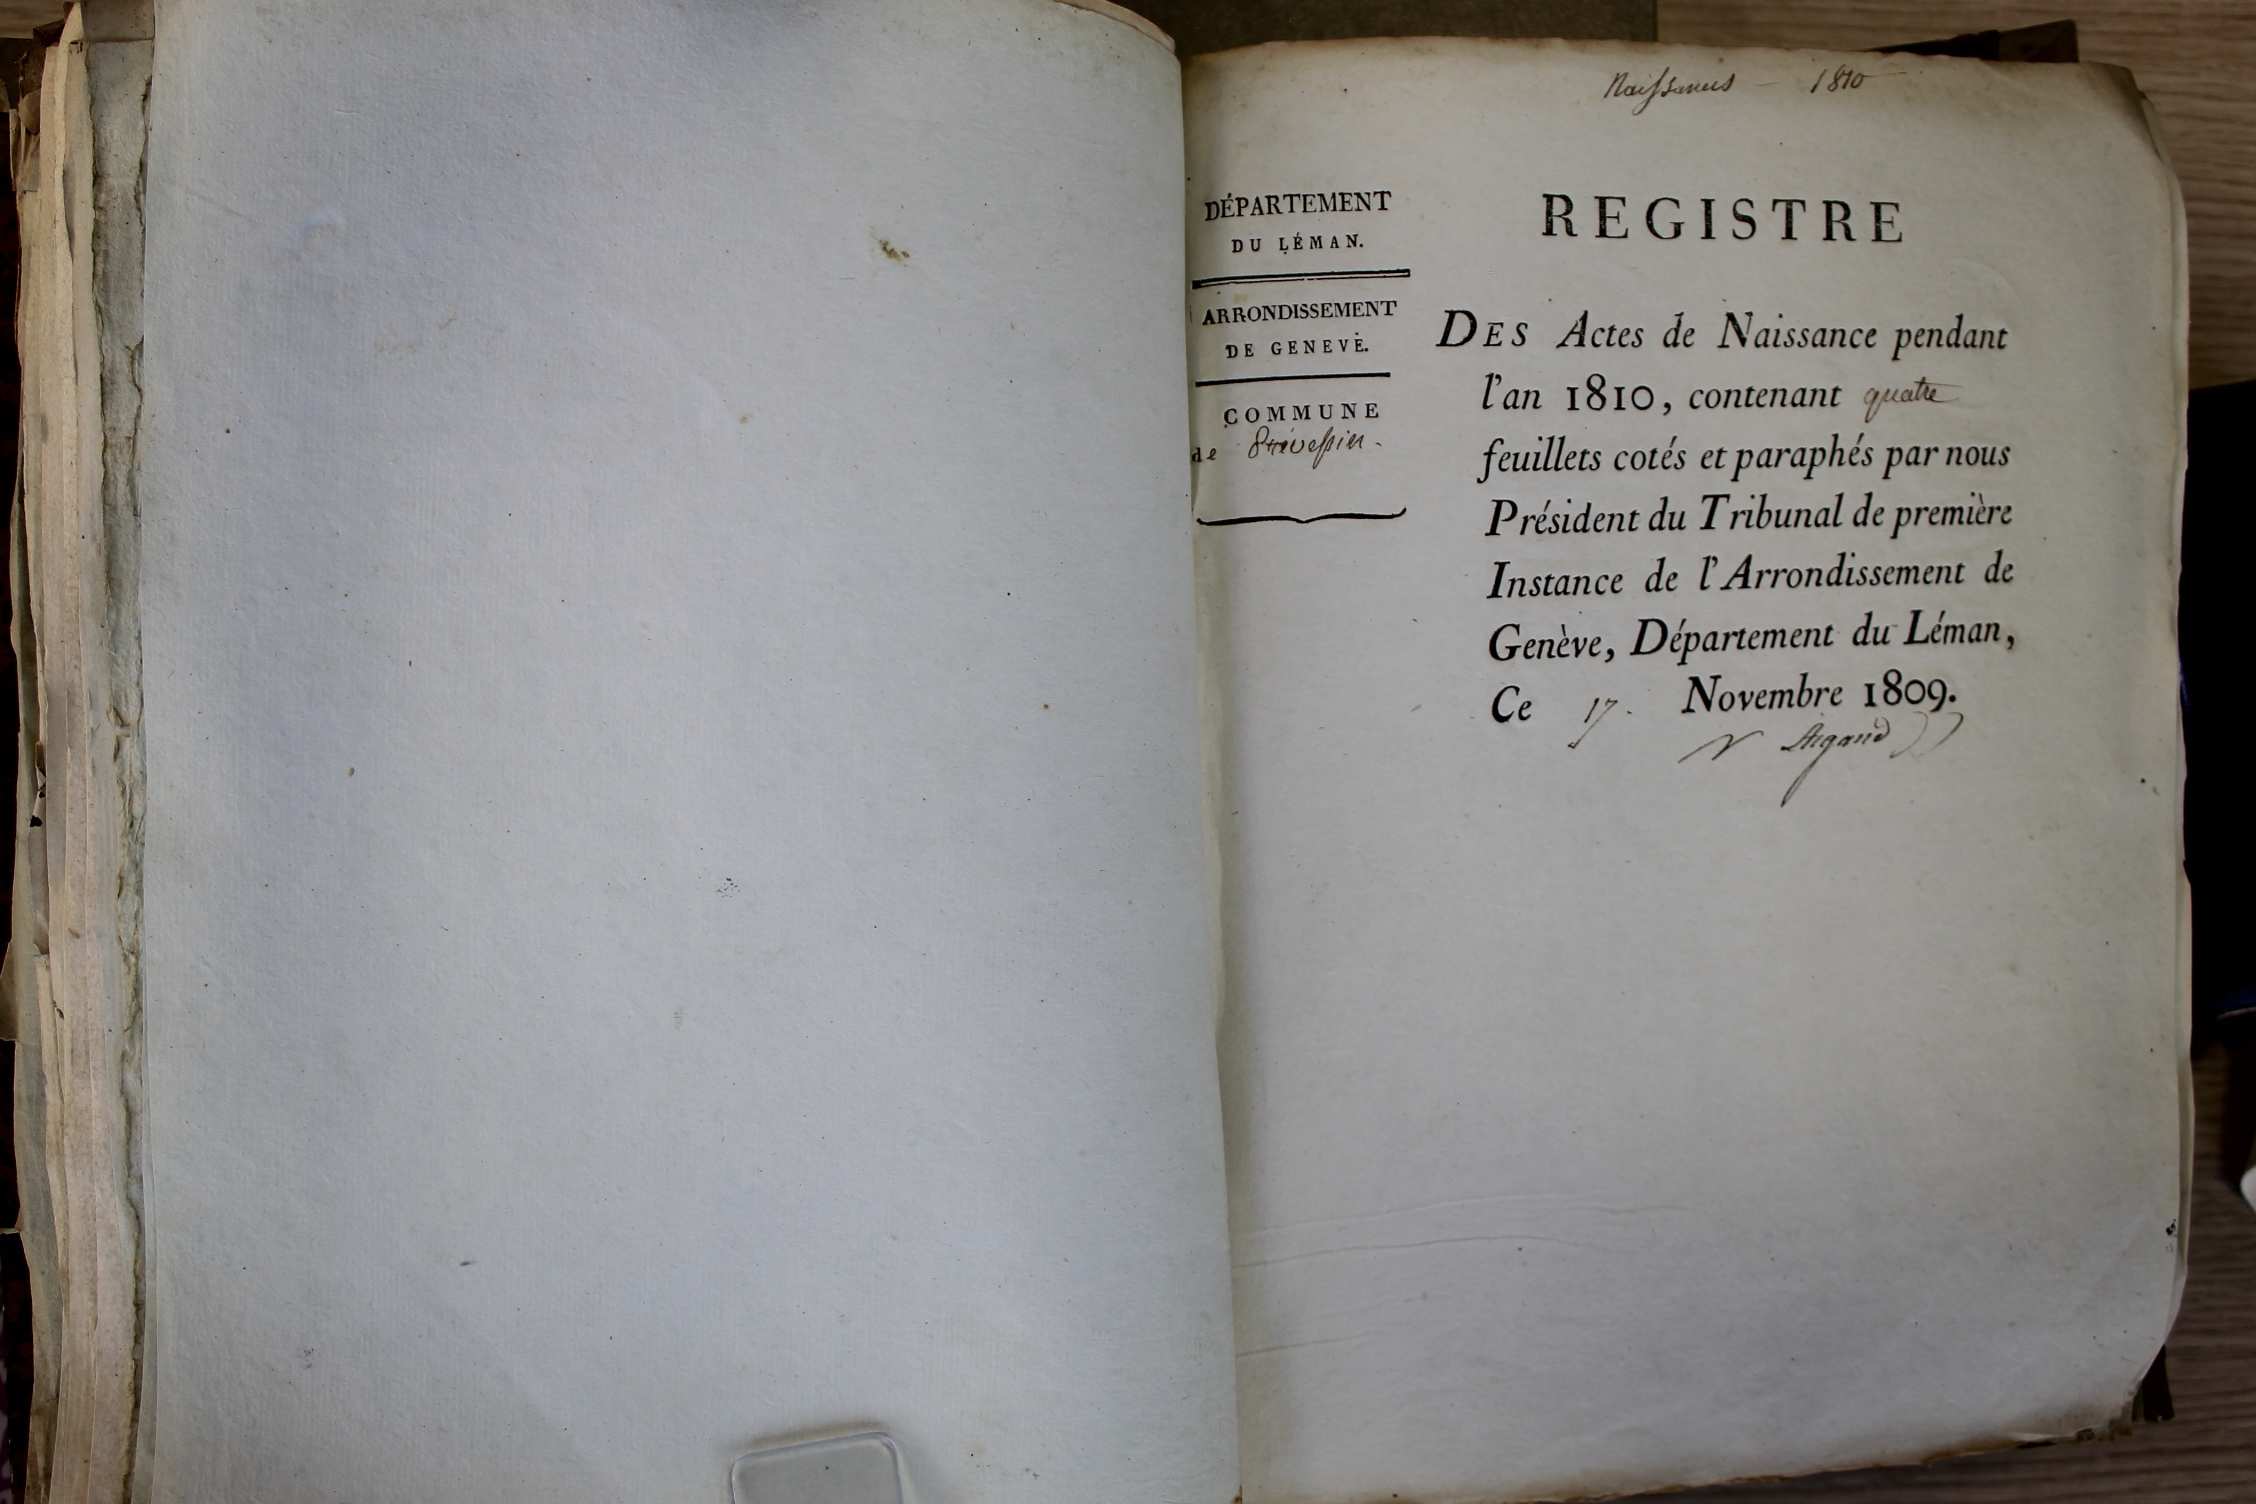 Naissances - 1810
DÉPARTEMENT
DU LÉMAN.
ARRONDISSEMENT
DE GENEVE.
COMMUNE
de Prévessin.
REGISTRE
DES Actes de Naissance pendant
l'an 1810, contenant quatre
feuillets cotés et paraphés par nous
Président du Tribunal de première
Instance de l'Arrondissement de
Genève, Département du Léman,
Ce 17. Novembre 1809.